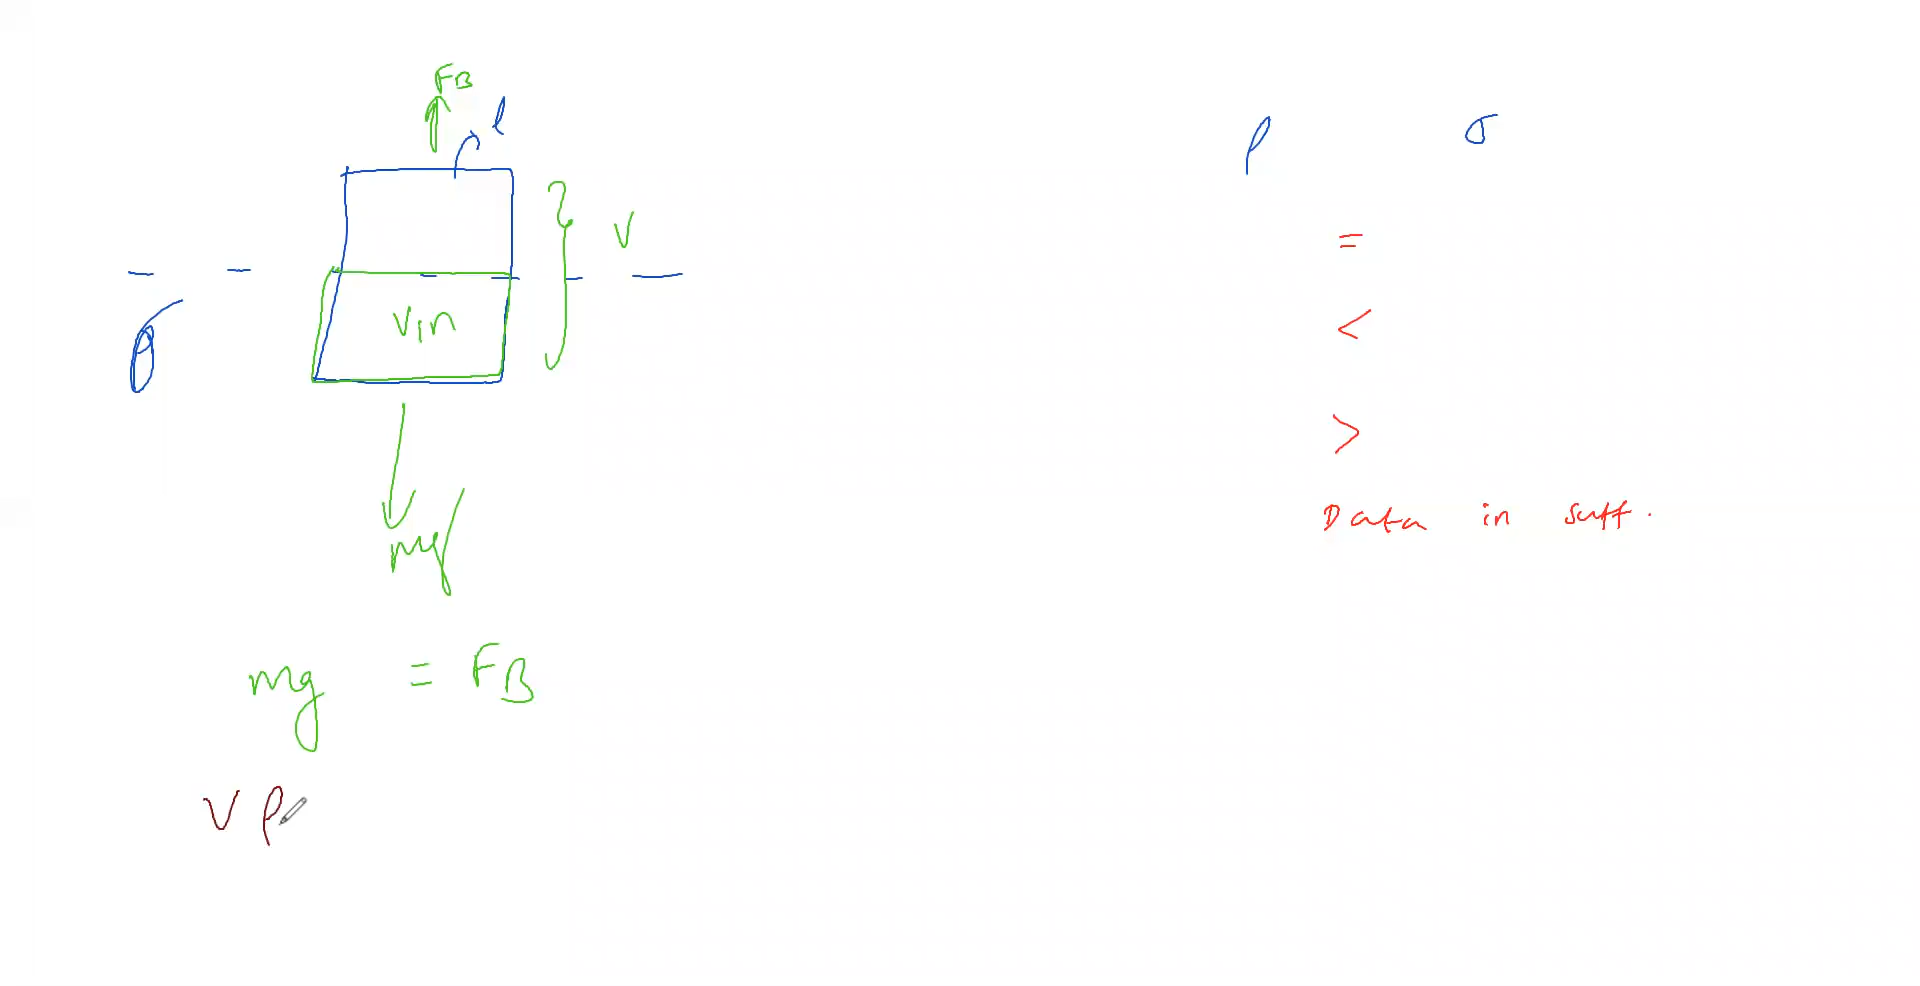 FB
ρ
V
Vin
σ
mg
mg = FB
Vρ
ρ σ
=
<
>
Data in suff.